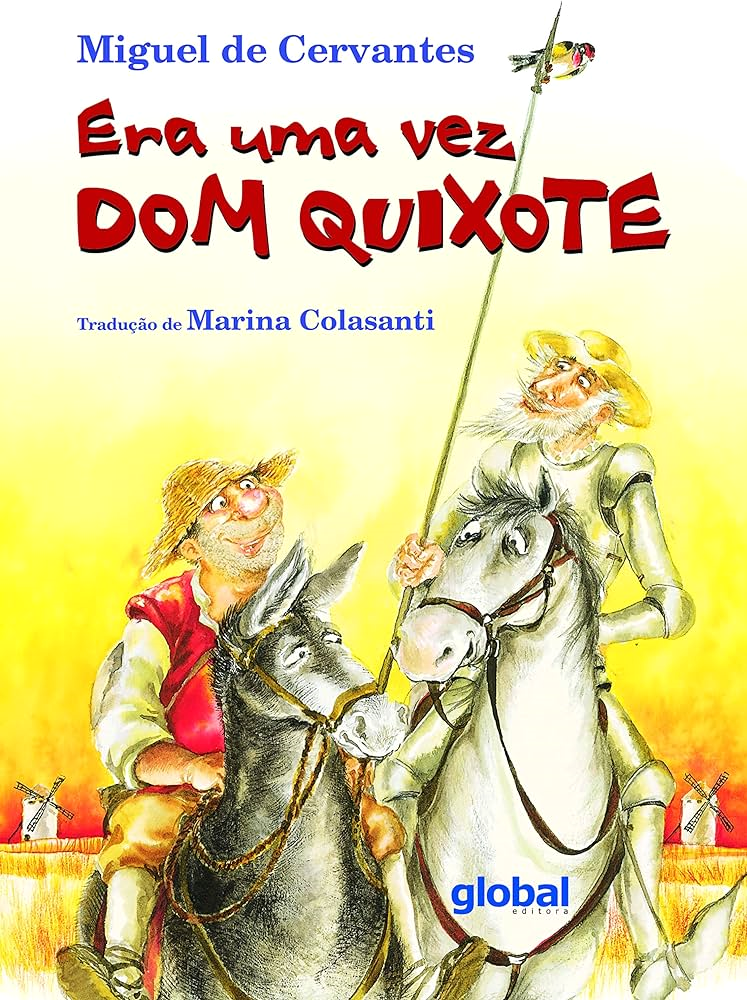 Miguel de Cervantes
Era uma vez
DOM QUIXOTE
Tradução de Marina Colasanti
global
editora